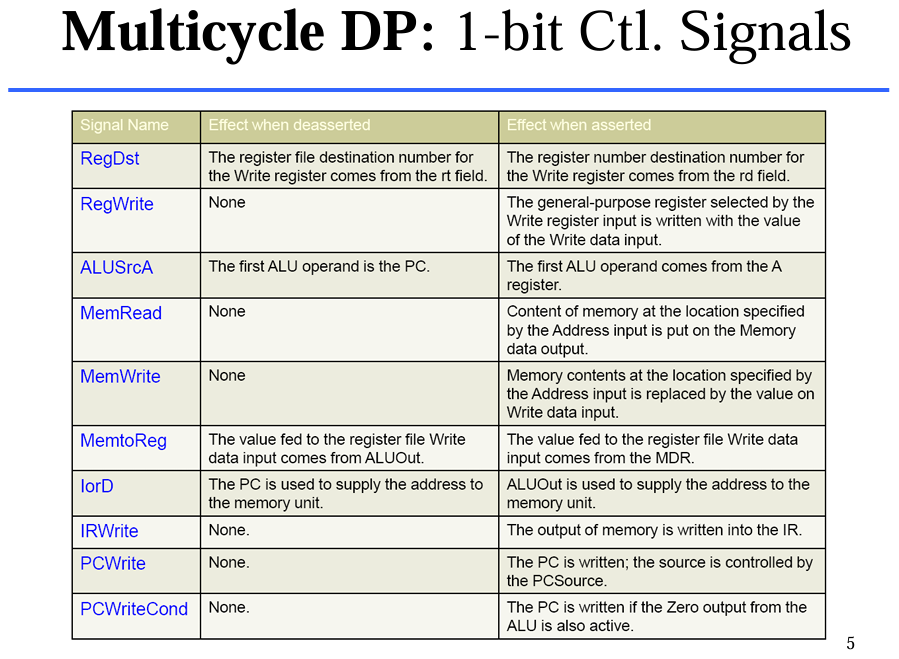 Multicycle DP: 1-bit Ctl. Signals
Signal Name
Effect when deasserted
Effect when asserted
RegDst
The register file destination number for
the Write register comes from the rt field.
The register number destination number for
the Write register comes from the rd field.
RegWrite
None
The general-purpose register selected by the
Write register input is written with the value
of the Write data input.
ALUSrcA
The first ALU operand is the PC.
The first ALU operand comes from the A
register.
MemRead
None
Content of memory at the location specified
by the Address input is put on the Memory
data output.
MemWrite
None
Memory contents at the location specified by
the Address input is replaced by the value on
Write data input.
MemtoReg
The value fed to the register file Write
data input comes from ALUOut.
The value fed to the register file Write data
input comes from the MDR.
IorD
The PC is used to supply the address to
the memory unit.
ALUOut is used to supply the address to the
memory unit.
IRWrite
None.
The output of memory is written into the IR.
PCWrite
None.
The PC is written; the source is controlled by
the PCSource.
PCWriteCond
None.
The PC is written if the Zero output from the
ALU is also active.
5